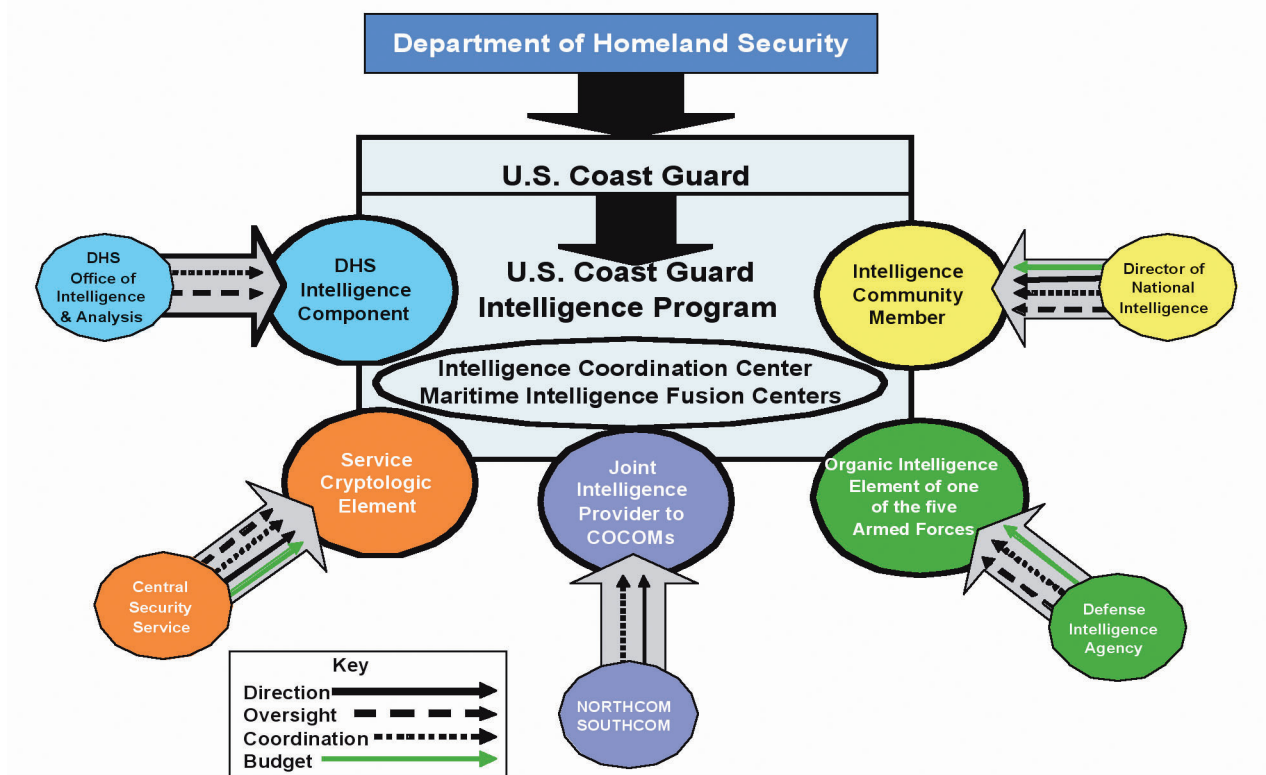 Department of Homeland Security
U.S. Coast Guard
U.S. Coast Guard
Intelligence Program
Intelligence Coordination Center
Maritime Intelligence Fusion Centers
DHS
Office of
Intelligence
& Analysis
DHS
Intelligence
Component
Intelligence
Community
Member
Director of
National
Intelligence
Service
Cryptologic
Element
Joint
Intelligence
Provider to
COCOMs
Organic Intelligence
Element of one
of the five
Armed Forces
Central
Security
Service
NORTHCOM
SOUTHCOM
Defense
Intelligence
Agency
Key
Direction
Oversight
Coordination
Budget